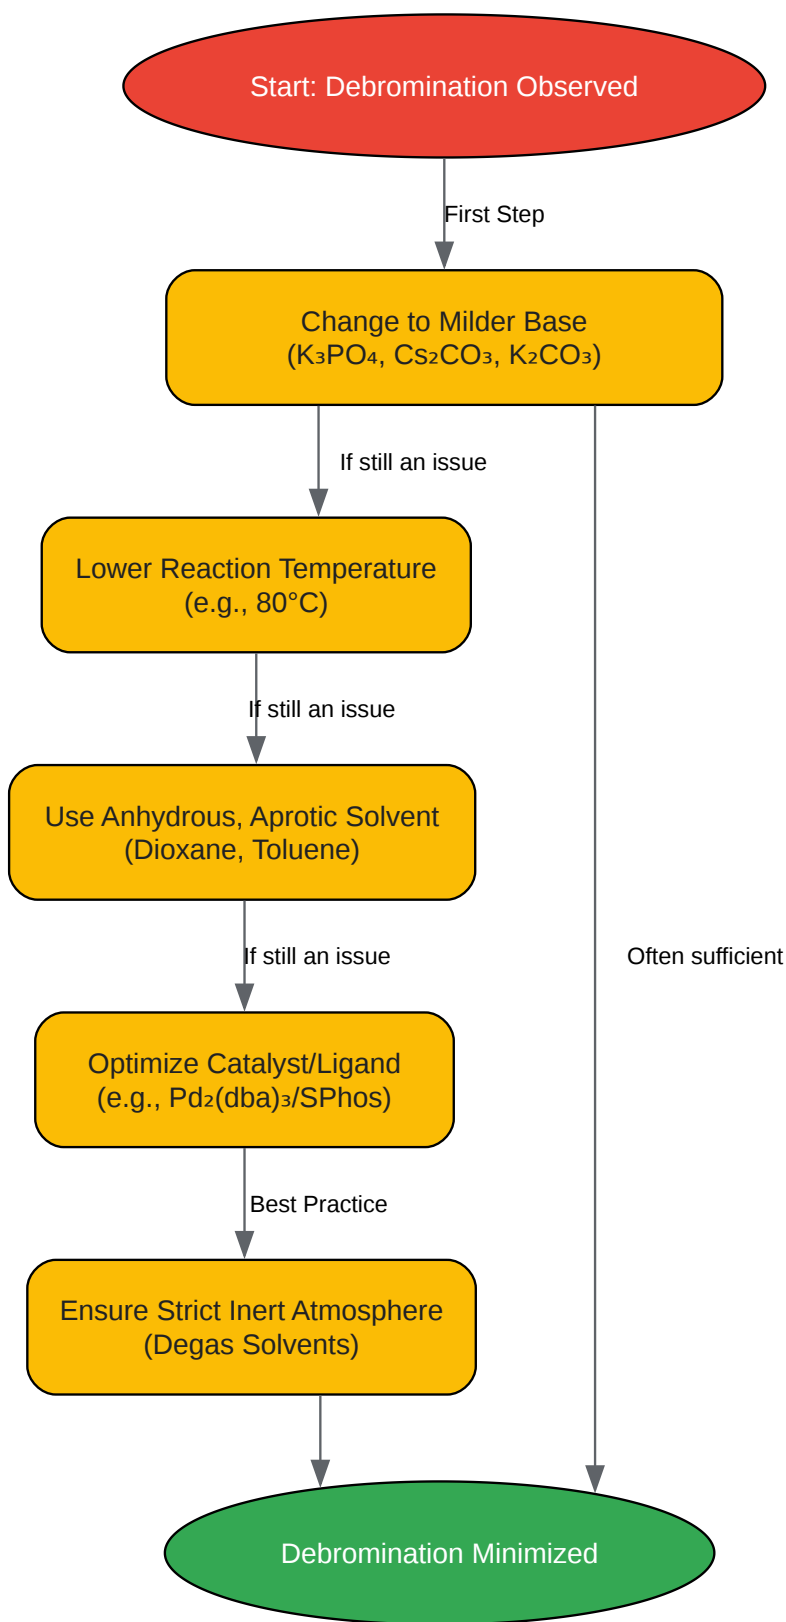 Start: Debromination Observed
First Step
Change to Milder Base
(K₃PO₄, Cs₂CO₃, K₂CO₃)
If still an issue
Lower Reaction Temperature
(e.g., 80°C)
If still an issue
Use Anhydrous, Aprotic Solvent
(Dioxane, Toluene)
If still an issue
Often sufficient
Optimize Catalyst/Ligand
(e.g., Pd₂(dba)₃/SPhos)
Best Practice
Ensure Strict Inert Atmosphere
(Degas Solvents)
Debromination Minimized